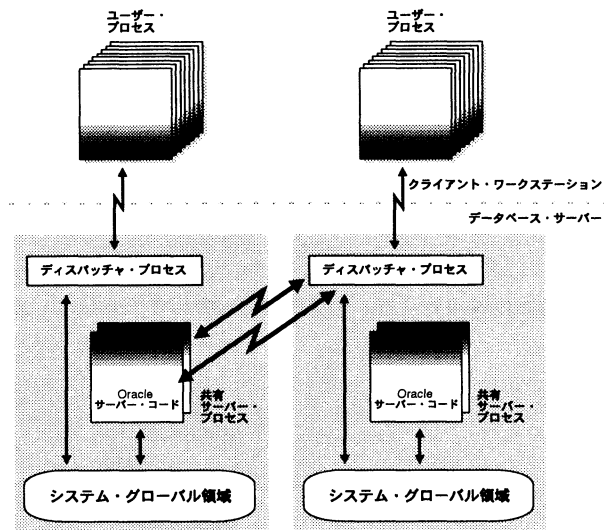 ユーザー・
プロセス
ユーザー・
プロセス
クライアント・ワークステーション
データベース・サーバー
ディスパッチャ・プロセス
ディスパッチャ・プロセス
Oracle
サーバー・コード
共有
サーバー・
プロセス
Oracle
サーバー・コード
共有
サーバー・
プロセス
システム・グローバル領域
システム・グローバル領域